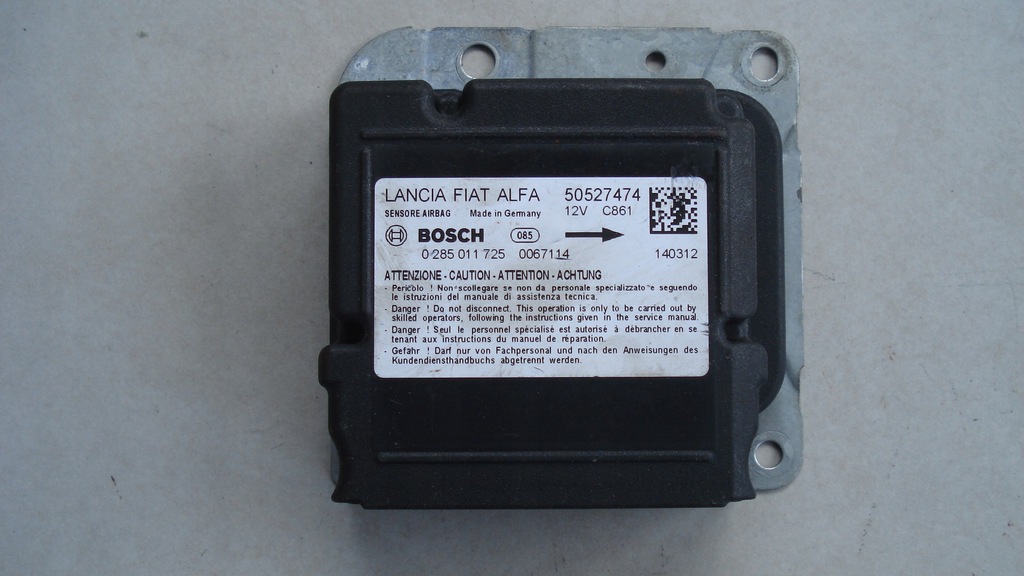 LANCIA FIAT ALFA 50527474
SENSORE AIRBAG Made in Germany 12V C861
BOSCH 085
0 285 011 725 0067114 140312
ATTENZIONE - CAUTION - ATTENTION - ACHTUNG
- Pericolo ! Non scollegare se non da personale specializzato e seguendo
le istruzioni del manuale di assistenza tecnica.
- Danger ! Do not disconnect. This operation is only to be carried out by
skilled operators, following the instructions given in the service manual.
- Danger ! Seul le personnel spécialisé est autorisé à débrancher en se
tenant aux instructions du manuel de réparation.
- Gefahr ! Darf nur von Fachpersonal und nach den Anweisungen des
Kundendiensthandbuchs abgetrennt werden.